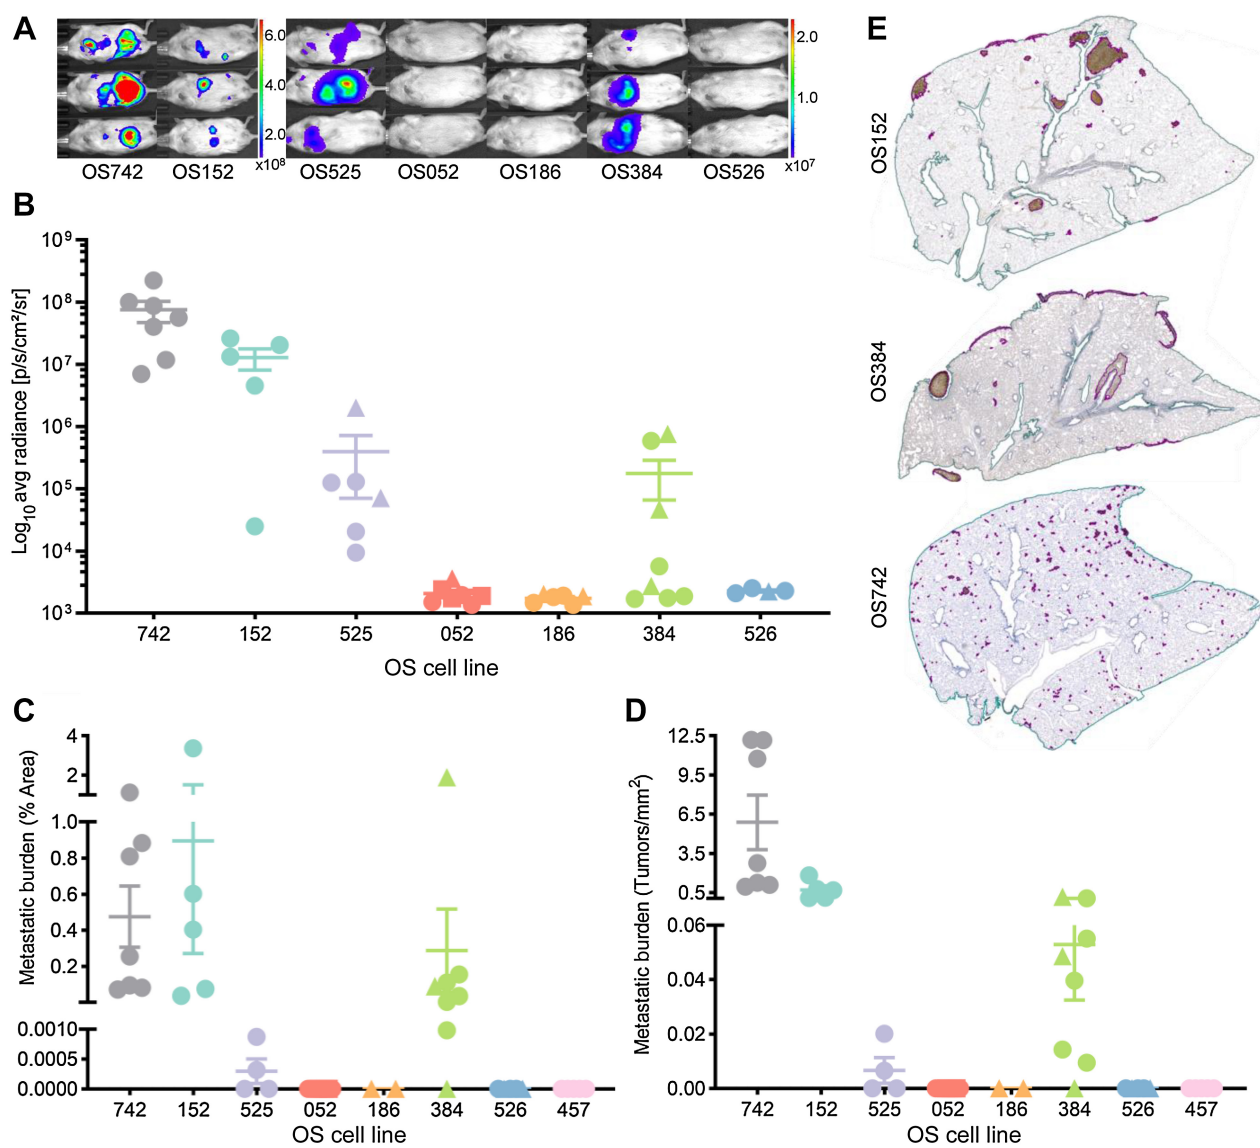 A
6.0
4.0
2.0
x10⁸
2.0
1.0
x10⁷
OS742 OS152 OS525 OS052 OS186 OS384 OS526
B
Log₁₀ avg radiance [p/s/cm²/sr]
10⁹
10⁸
10⁷
10⁶
10⁵
10⁴
10³
742 152 525 052 186 384 526
OS cell line
C
Metastatic burden (% Area)
4
2
1.0
0.8
0.6
0.4
0.2
0.0010
0.0005
0.0000
742 152 525 052 186 384 526 457
OS cell line
D
Metastatic burden (Tumors/mm²)
12.5
9.5
6.5
3.5
0.5
0.06
0.04
0.02
0.00
742 152 525 052 186 384 526 457
OS cell line
E
OS152
OS384
OS742